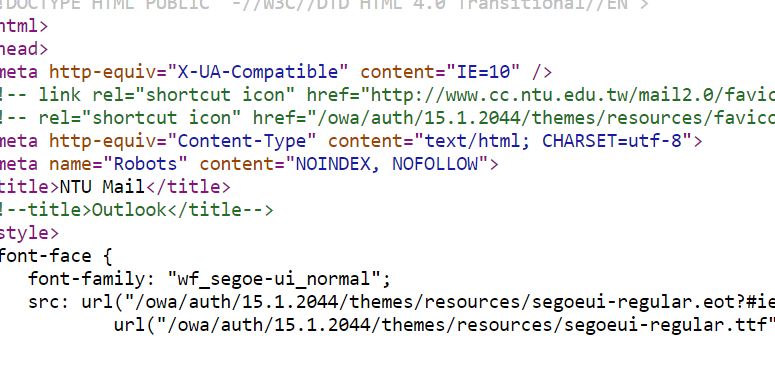 !DOCTYPE HTML PUBLIC "-//W3C//DTD HTML 4.0 Transitional//EN">
html>
head>
meta http-equiv="X-UA-Compatible" content="IE=10" />
!-- link rel="shortcut icon" href="http://www.cc.ntu.edu.tw/mail2.0/favic
!-- rel="shortcut icon" href="/owa/auth/15.1.2044/themes/resources/favico
meta http-equiv="Content-Type" content="text/html; CHARSET=utf-8">
meta name="Robots" content="NOINDEX, NOFOLLOW">
title>NTU Mail</title>
!--title>Outlook</title-->
style>
font-face {
font-family: "wf_segoe-ui_normal";
src: url("/owa/auth/15.1.2044/themes/resources/segoeui-regular.eot?#ie
url("/owa/auth/15.1.2044/themes/resources/segoeui-regular.ttf"